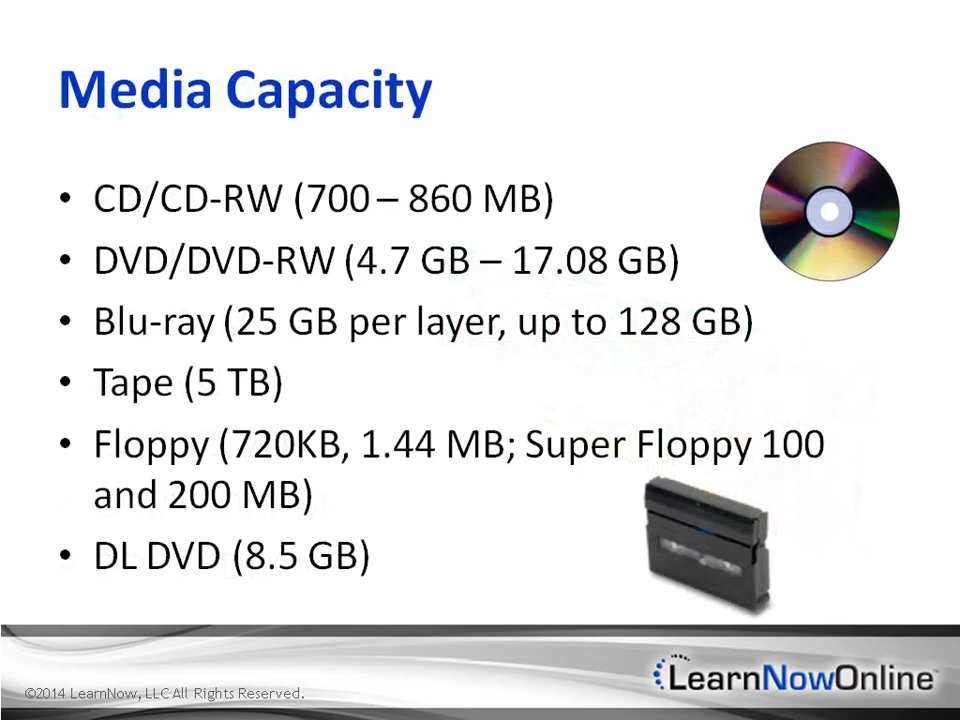 Media Capacity
• CD/CD-RW (700 – 860 MB)
• DVD/DVD-RW (4.7 GB – 17.08 GB)
• Blu-ray (25 GB per layer, up to 128 GB)
• Tape (5 TB)
• Floppy (720KB, 1.44 MB; Super Floppy 100
and 200 MB)
• DL DVD (8.5 GB)
©2014 LearnNow, LLC All Rights Reserved.
LearnNowOnline™